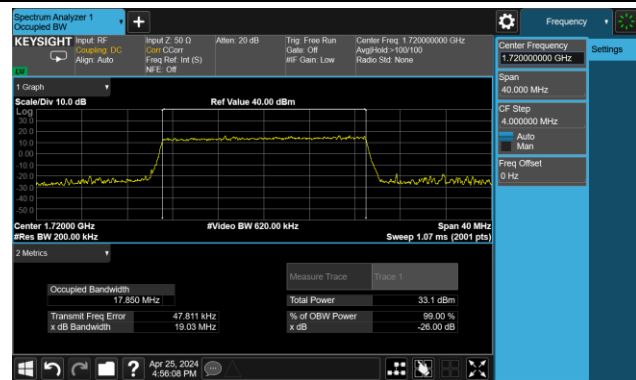 Spectrum Analyzer 1
Occupied BW
+
Frequency
KEYSIGHT
Input: RF
Coupling: DC
Align: Auto
Input Z: 50 Ω
Corr CCorr
Freq Ref: Int (S)
NFE: Off
Atten: 20 dB
Trig: Free Run
Gate: Off
#IF Gain: Low
Center Freq: 1.720000000 GHz
Avg|Hold:>100/100
Radio Std: None
Center Frequency
1.720000000 GHz
Settings
Span
40.000 MHz
CF Step
4.000000 MHz
Auto
Man
Freq Offset
0 Hz
1 Graph
Scale/Div 10.0 dB
Ref Value 40.00 dBm
Log
30.0
20.0
10.0
0.00
-10.0
-20.0
-30.0
-40.0
-50.0
Center 1.72000 GHz
#Video BW 620.00 kHz
Span 40 MHz
#Res BW 200.00 kHz
Sweep 1.07 ms (2001 pts)
2 Metrics
Measure Trace
Trace 1
Occupied Bandwidth
17.850 MHz
Total Power
33.1 dBm
Transmit Freq Error
47.811 kHz
% of OBW Power
99.00 %
x dB Bandwidth
19.03 MHz
x dB
-26.00 dB
?
Apr 25, 2024
4:56:08 PM